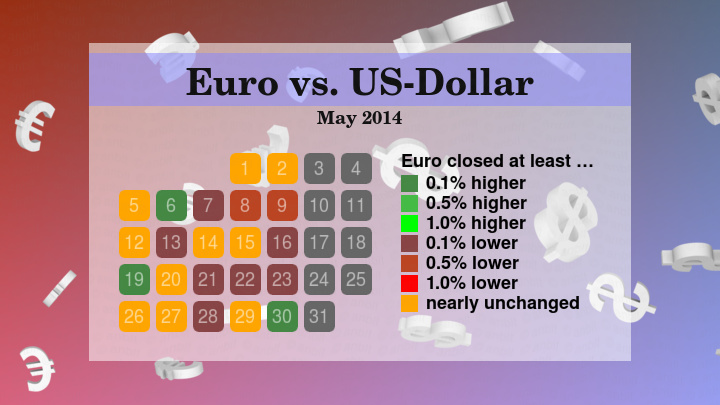 Euro vs. US-Dollar
May 2014
1 2 3 4
5 6 7 8 9 10 11
12 13 14 15 16 17 18
19 20 21 22 23 24 25
26 27 28 29 30 31
Euro closed at least ...
0.1% higher
0.5% higher
1.0% higher
0.1% lower
0.5% lower
1.0% lower
nearly unchanged